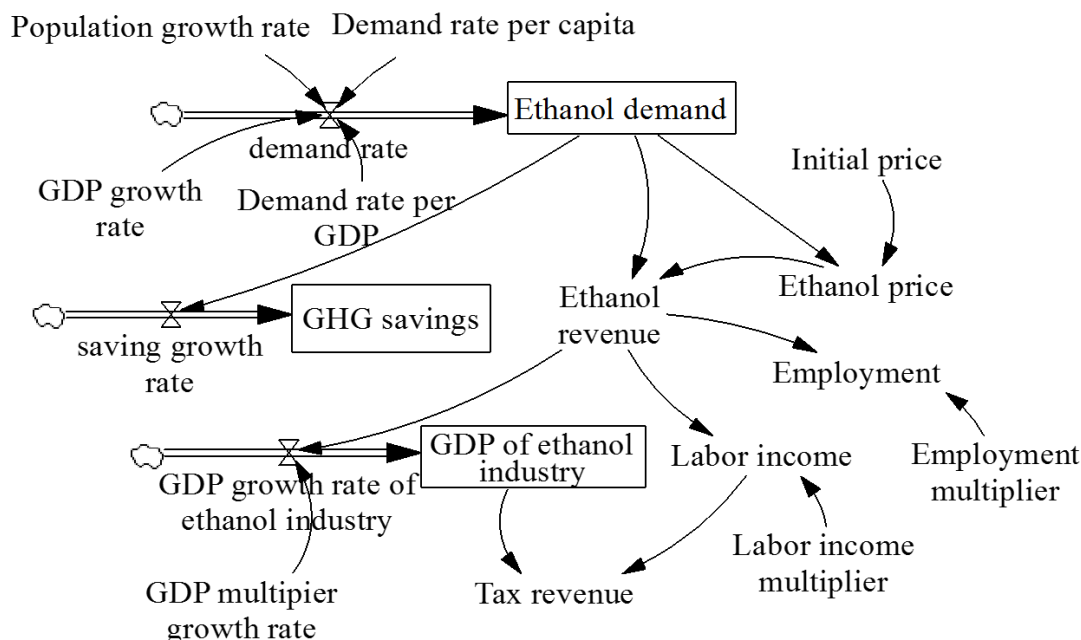 Population growth rate
Demand rate per capita
Ethanol demand
demand rate
Initial price
GDP growth
rate
Demand rate per
GDP
Ethanol price
Ethanol
revenue
GHG savings
saving growth
rate
Employment
GDP of ethanol
industry
Labor income
Employment
multiplier
GDP growth rate of
ethanol industry
Labor income
multiplier
GDP multipier
growth rate
Tax revenue